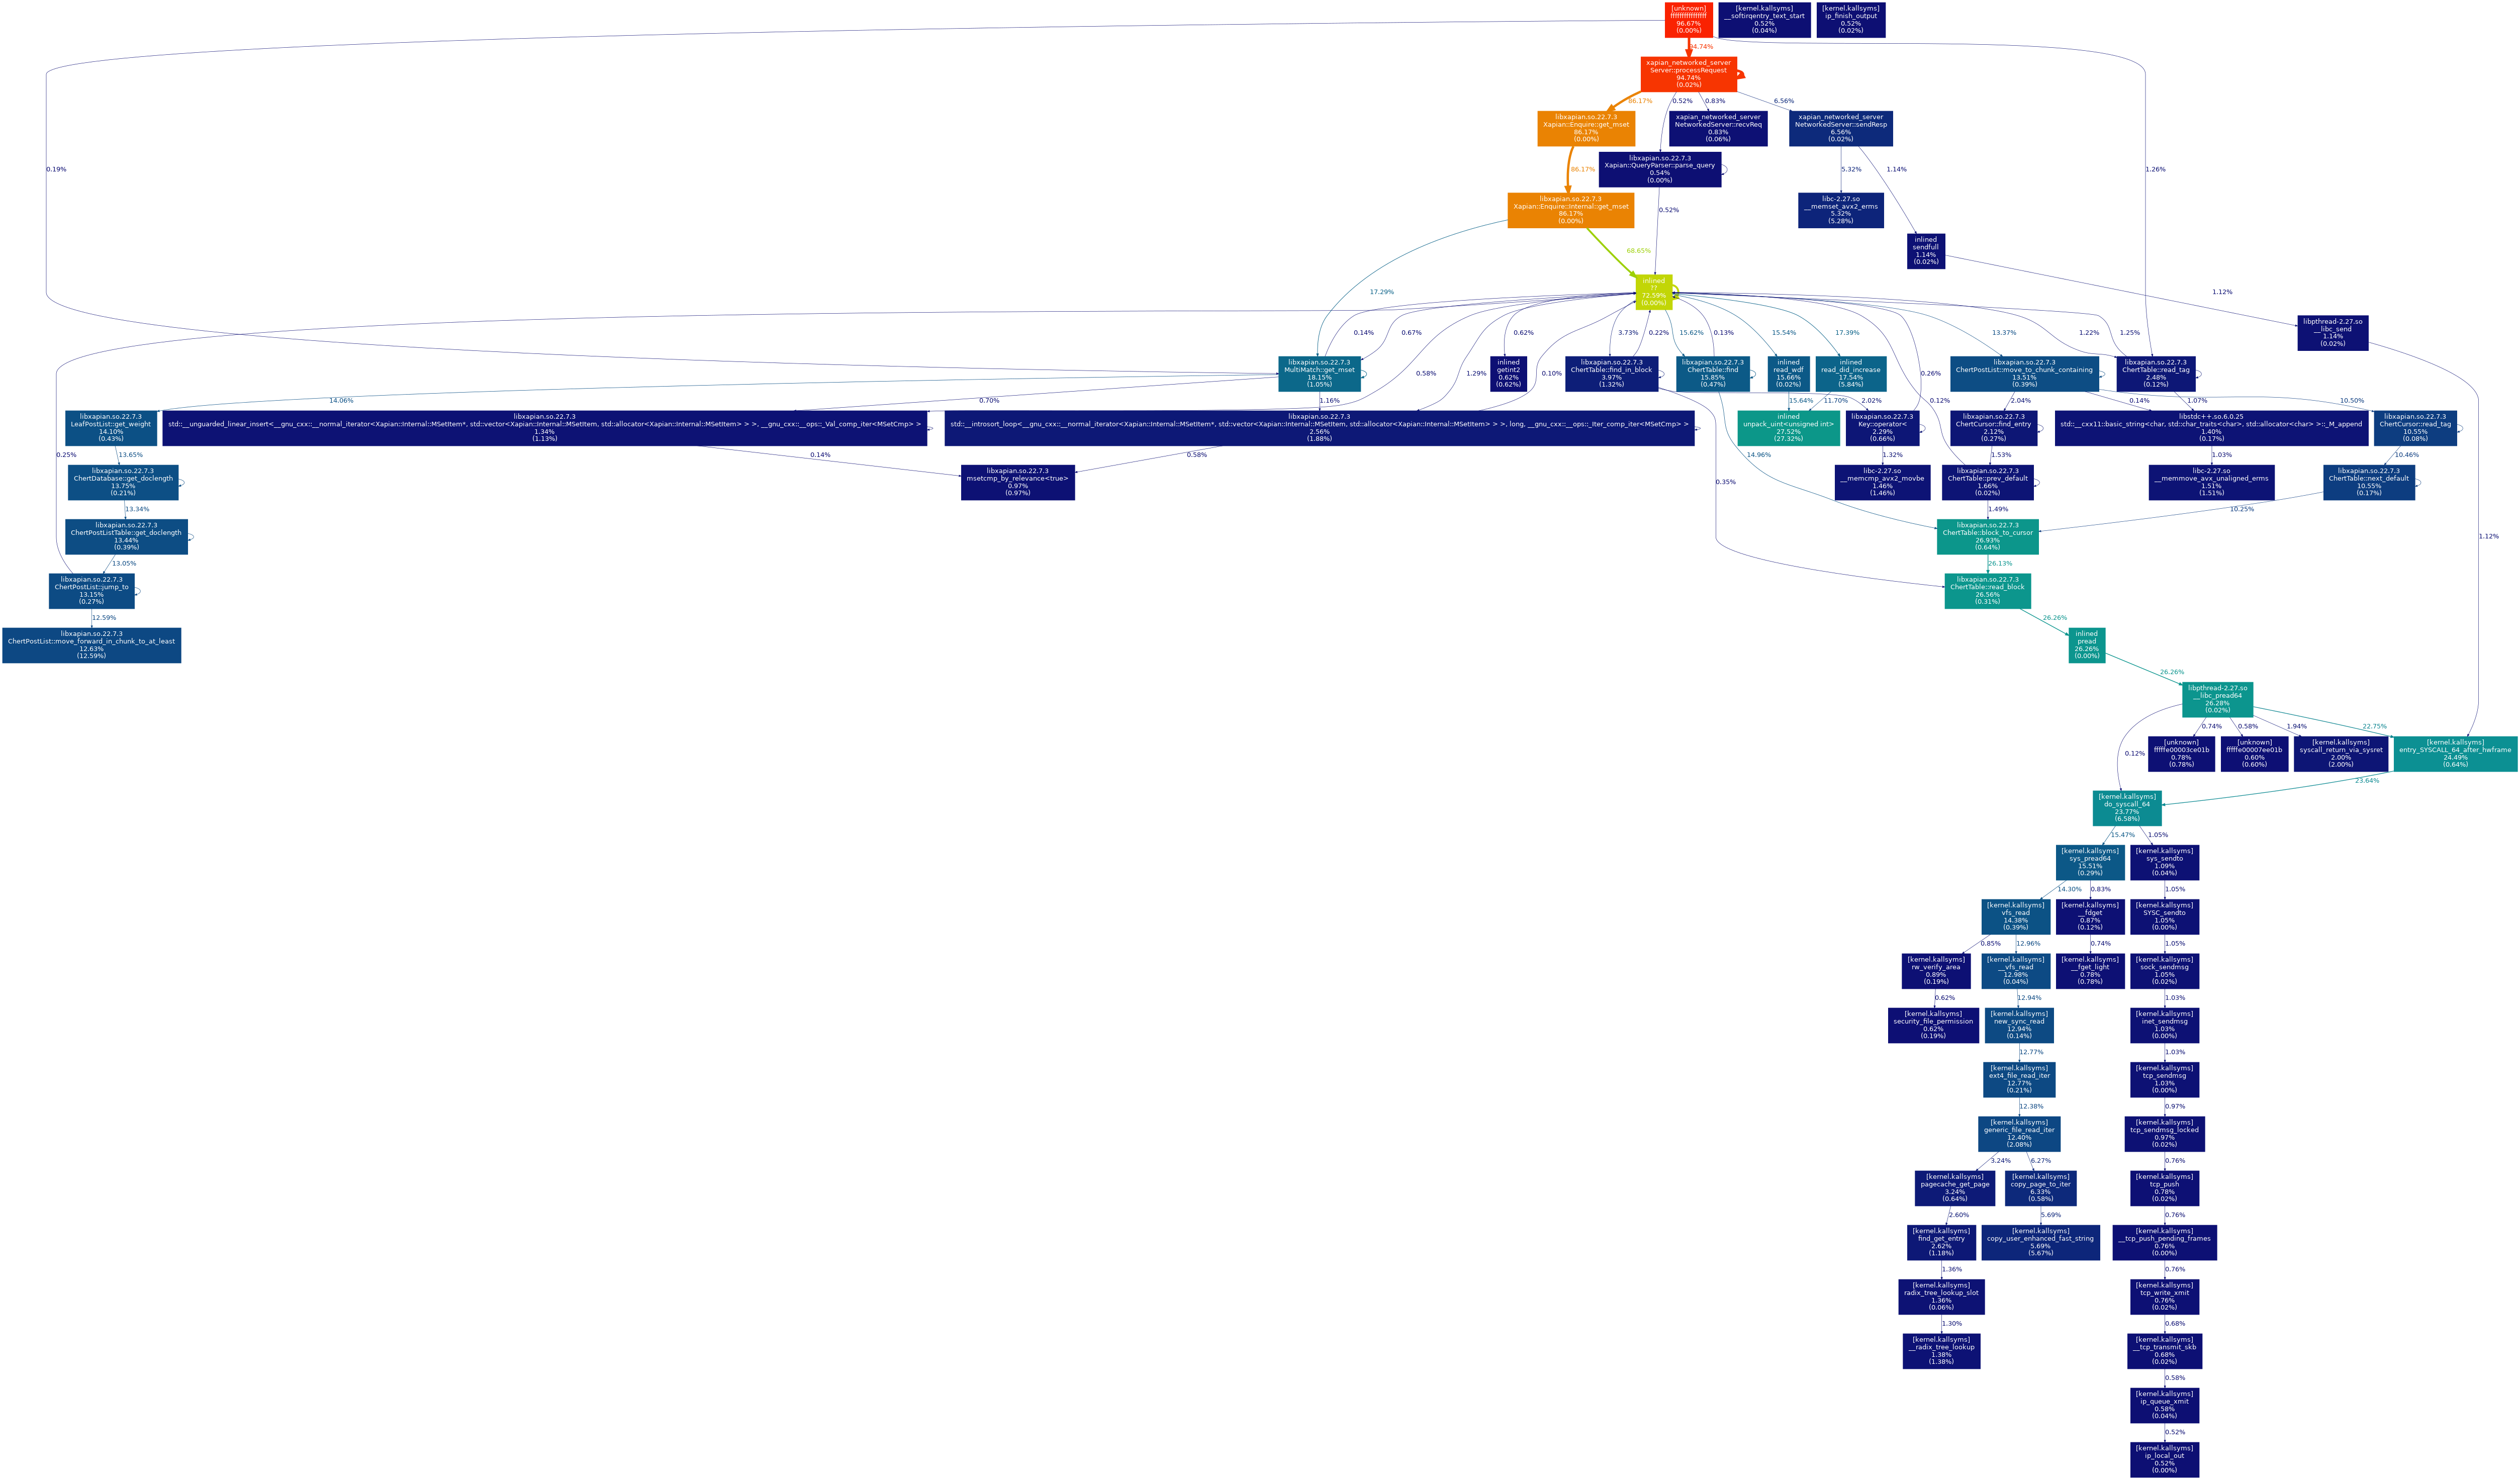 [unknown]
ffffffffffffffff
96.67%
(0.00%)
[kernel.kallsyms]
__softirqentry_text_start
0.52%
(0.04%)
[kernel.kallsyms]
ip_finish_output
0.52%
(0.02%)
94.74%
xapian_networked_server
Server::processRequest
94.74%
(0.02%)
86.17%
0.52%
0.83%
6.56%
libxapian.so.22.7.3
Xapian::Enquire::get_mset
86.17%
(0.00%)
xapian_networked_server
NetworkedServer::recvReq
0.83%
(0.06%)
xapian_networked_server
NetworkedServer::sendResp
6.56%
(0.02%)
libxapian.so.22.7.3
Xapian::QueryParser::parse_query
0.54%
(0.00%)
0.19%
86.17%
5.32%
1.14%
1.26%
libxapian.so.22.7.3
Xapian::Enquire::Internal::get_mset
86.17%
(0.00%)
0.52%
libc-2.27.so
__memset_avx2_erms
5.32%
(5.28%)
68.65%
inlined
sendfull
1.14%
(0.02%)
17.29%
inlined
??
72.59%
(0.00%)
1.12%
libpthread-2.27.so
__libc_send
1.14%
(0.02%)
0.14%
0.67%
0.62%
3.73%
0.22%
15.62%
0.13%
15.54%
17.39%
13.37%
1.22%
1.25%
libxapian.so.22.7.3
MultiMatch::get_mset
18.15%
(1.05%)
0.58%
1.29%
inlined
getint2
0.62%
(0.62%)
0.10%
libxapian.so.22.7.3
ChertTable::find_in_block
3.97%
(1.32%)
libxapian.so.22.7.3
ChertTable::find
15.85%
(0.47%)
inlined
read_wdf
15.66%
(0.02%)
inlined
read_did_increase
17.54%
(5.84%)
0.26%
0.12%
libxapian.so.22.7.3
ChertPostList::move_to_chunk_containing
13.51%
(0.39%)
libxapian.so.22.7.3
ChertTable::read_tag
2.48%
(0.12%)
14.06%
0.70%
1.16%
2.02%
15.64%
11.70%
2.04%
0.14%
1.07%
10.50%
libxapian.so.22.7.3
LeafPostList::get_weight
14.10%
(0.43%)
libxapian.so.22.7.3
std::__unguarded_linear_insert<__gnu_cxx::__normal_iterator<Xapian::Internal::MSetItem*, std::vector<Xapian::Internal::MSetItem, std::allocator<Xapian::Internal::MSetItem> > >, __gnu_cxx::__ops::_Val_comp_iter<MSetCmp> >
1.34%
(1.13%)
libxapian.so.22.7.3
std::__introsort_loop<__gnu_cxx::__normal_iterator<Xapian::Internal::MSetItem*, std::vector<Xapian::Internal::MSetItem, std::allocator<Xapian::Internal::MSetItem> > >, long, __gnu_cxx::__ops::_Iter_comp_iter<MSetCmp> >
2.56%
(1.88%)
inlined
unpack_uint<unsigned int>
27.52%
(27.32%)
libxapian.so.22.7.3
Key::operator<
2.29%
(0.66%)
libxapian.so.22.7.3
ChertCursor::find_entry
2.12%
(0.27%)
libstdc++.so.6.0.25
std::__cxx11::basic_string<char, std::char_traits<char>, std::allocator<char> >::_M_append
1.40%
(0.17%)
libxapian.so.22.7.3
ChertCursor::read_tag
10.55%
(0.08%)
0.25%
13.65%
0.14%
0.58%
14.96%
1.32%
1.53%
1.03%
10.46%
libxapian.so.22.7.3
ChertDatabase::get_doclength
13.75%
(0.21%)
libxapian.so.22.7.3
msetcmp_by_relevance<true>
0.97%
(0.97%)
0.35%
libc-2.27.so
__memcmp_avx2_movbe
1.46%
(1.46%)
libxapian.so.22.7.3
ChertTable::prev_default
1.66%
(0.02%)
libc-2.27.so
__memmove_avx_unaligned_erms
1.51%
(1.51%)
libxapian.so.22.7.3
ChertTable::next_default
10.55%
(0.17%)
13.34%
1.49%
10.25%
libxapian.so.22.7.3
ChertPostListTable::get_doclength
13.44%
(0.39%)
libxapian.so.22.7.3
ChertTable::block_to_cursor
26.93%
(0.64%)
1.12%
13.05%
26.13%
libxapian.so.22.7.3
ChertPostList::jump_to
13.15%
(0.27%)
libxapian.so.22.7.3
ChertTable::read_block
26.56%
(0.31%)
12.59%
26.26%
libxapian.so.22.7.3
ChertPostList::move_forward_in_chunk_to_at_least
12.63%
(12.59%)
inlined
pread
26.26%
(0.00%)
26.26%
libpthread-2.27.so
__libc_pread64
26.28%
(0.02%)
0.12%
0.74%
0.58%
1.94%
22.75%
[unknown]
fffffe00003ce01b
0.78%
(0.78%)
[unknown]
fffffe00007ee01b
0.60%
(0.60%)
[kernel.kallsyms]
syscall_return_via_sysret
2.00%
(2.00%)
[kernel.kallsyms]
entry_SYSCALL_64_after_hwframe
24.49%
(0.64%)
23.64%
[kernel.kallsyms]
do_syscall_64
23.77%
(6.58%)
15.47%
1.05%
[kernel.kallsyms]
sys_pread64
15.51%
(0.29%)
[kernel.kallsyms]
sys_sendto
1.09%
(0.04%)
14.30%
0.83%
1.05%
[kernel.kallsyms]
vfs_read
14.38%
(0.39%)
[kernel.kallsyms]
__fdget
0.87%
(0.12%)
[kernel.kallsyms]
SYSC_sendto
1.05%
(0.00%)
0.85%
12.96%
0.74%
1.05%
[kernel.kallsyms]
rw_verify_area
0.89%
(0.19%)
[kernel.kallsyms]
__vfs_read
12.98%
(0.04%)
[kernel.kallsyms]
__fget_light
0.78%
(0.78%)
[kernel.kallsyms]
sock_sendmsg
1.05%
(0.02%)
0.62%
12.94%
1.03%
[kernel.kallsyms]
security_file_permission
0.62%
(0.19%)
[kernel.kallsyms]
new_sync_read
12.94%
(0.14%)
[kernel.kallsyms]
inet_sendmsg
1.03%
(0.00%)
12.77%
1.03%
[kernel.kallsyms]
ext4_file_read_iter
12.77%
(0.21%)
[kernel.kallsyms]
tcp_sendmsg
1.03%
(0.00%)
12.38%
0.97%
[kernel.kallsyms]
generic_file_read_iter
12.40%
(2.08%)
[kernel.kallsyms]
tcp_sendmsg_locked
0.97%
(0.02%)
3.24%
6.27%
0.76%
[kernel.kallsyms]
pagecache_get_page
3.24%
(0.64%)
[kernel.kallsyms]
copy_page_to_iter
6.33%
(0.58%)
[kernel.kallsyms]
tcp_push
0.78%
(0.02%)
2.60%
5.69%
0.76%
[kernel.kallsyms]
find_get_entry
2.62%
(1.18%)
[kernel.kallsyms]
copy_user_enhanced_fast_string
5.69%
(5.67%)
[kernel.kallsyms]
__tcp_push_pending_frames
0.76%
(0.00%)
1.36%
0.76%
[kernel.kallsyms]
radix_tree_lookup_slot
1.36%
(0.06%)
[kernel.kallsyms]
tcp_write_xmit
0.76%
(0.02%)
1.30%
0.68%
[kernel.kallsyms]
__radix_tree_lookup
1.38%
(1.38%)
[kernel.kallsyms]
__tcp_transmit_skb
0.68%
(0.02%)
0.58%
[kernel.kallsyms]
ip_queue_xmit
0.58%
(0.04%)
0.52%
[kernel.kallsyms]
ip_local_out
0.52%
(0.00%)